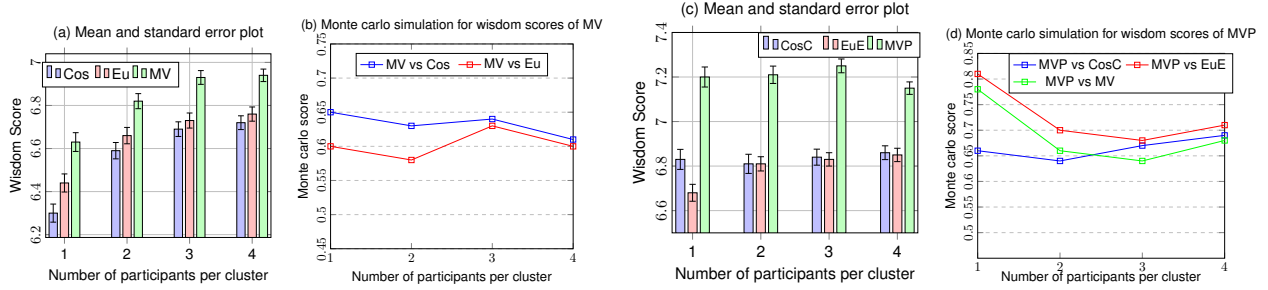 (a) Mean and standard error plot
Cos Eu MV
Wisdom Score
7
6.8
6.6
6.4
6.2
1 2 3 4
Number of participants per cluster
(b) Monte carlo simulation for wisdom scores of MV
MV vs Cos MV vs Eu
Monte carlo score
0.75
0.7
0.65
0.6
0.55
0.5
0.45
1 2 3 4
Number of participants per cluster
(c) Mean and standard error plot
CosC EuE MVP
Wisdom Score
7.4
7.2
7
6.8
6.6
1 2 3 4
Number of participants per cluster
(d) Monte carlo simulation for wisdom scores of MVP
MVP vs CosC MVP vs EuE
MVP vs MV
Monte carlo score
0.85
0.8
0.75
0.7
0.65
0.6
0.55
0.5
1 2 3 4
Number of participants per cluster